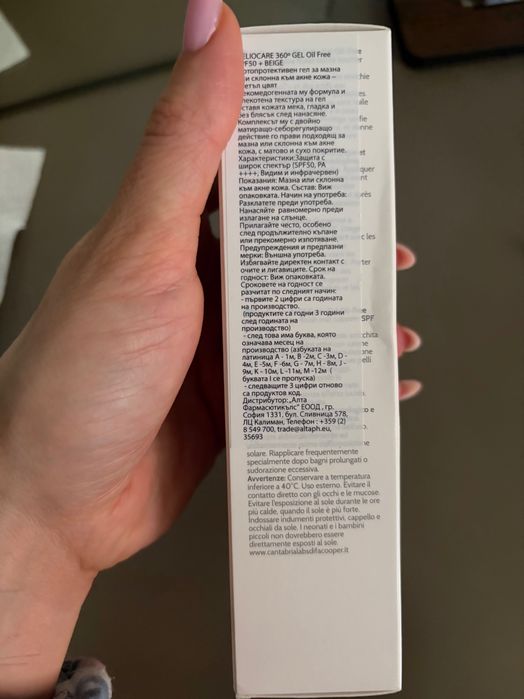 ELIOCARE 360º GEL Oil Free
PF50 + BEIGE
отопротективен гел за мазна
ли склонна към акне кожа –
ветъл цвят
екомедогенната му формула и
лекотена текстура на гел
ставя кожата мека, гладка и
без блясък след нанасяне.
Комплексът му с двойно
матиращо-себорегулиращо
действие го прави подходящ за
мазна или склонна към акне
кожа, с матово и сухо покритие.
Характеристики:Защита с
широк спектър (SPF50, PA
++++, Видим и инфрачервен)
Показания: Мазна или склонна
към акне кожа. Състав: Виж
опаковката. Начин на употреба:
Разклатете преди употреба.
Нанасяйте равномерно преди
излагане на слънце.
Прилагайте често, особено
след продължително къпане
или прекомерно изпотяване.
Предупреждения и предпазни
мерки: Външна употреба.
Избягвайте директен контакт с
очите и лигавиците. Срок на
годност: Виж опаковката.
Сроковете на годност се
разчитат по следният начин:
- първите 2 цифри са годината
на производство.
(продуктите са годни 3 години
след годината на
производство)
- след това има буква, която
означава месец на
производство (азбуката на
латиница А - 1м, B -2м, C -3м, D -
4м, E -5м, F -6м, G - 7м, H - 8м, J -
9м, K - 10м, L -11м, M -12м (
буквата I се пропуска)
- следващите 3 цифри отново
са продуктов код.
Дистрибутор:„Алта
Фармасютикълс" ЕООД , гр.
София 1331, бул. Сливница 578,
ЛЦ Калиман, Телефон : +359 (2)
8 549 700, trade@altaph.eu,
35693
solare. Riapplicare frequentemente
specialmente dopo bagni prolungati o
sudorazione eccessiva.
Avvertenze: Conservare a temperatura
inferiore a 40°C. Uso esterno. Evitare il
contatto diretto con gli occhi e le mucose.
Evitare l'esposizione al sole durante le ore
più calde, quando il sole è più forte.
Indossare indumenti protettivi, cappello e
occhiali da sole. I neonati e i bambini
piccoli non dovrebbero essere
direttamente esposti al sole.
www.cantabrialabsdifacooper.it